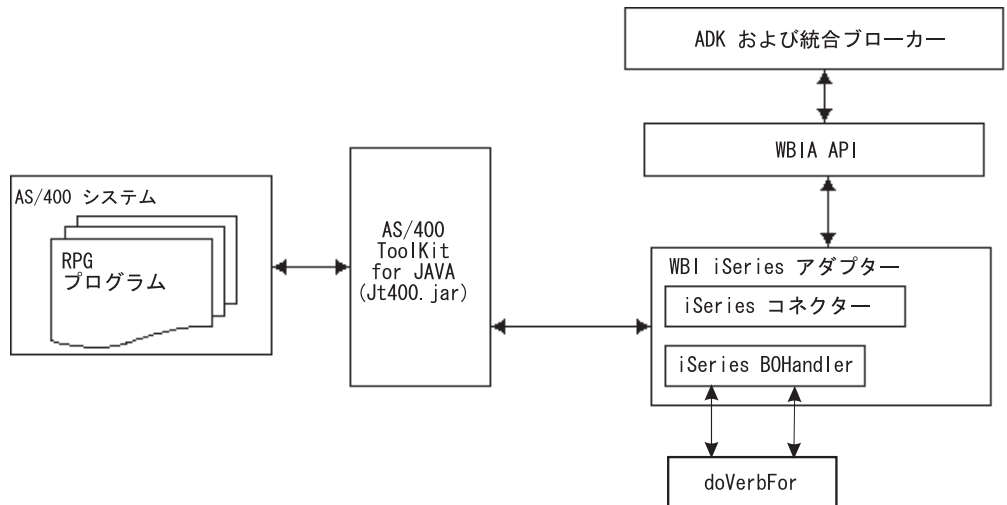 ADK および統合ブローカー
WBIA API
AS/400 システム
RPG
プログラム
AS/400
ToolKit
for JAVA
(Jt400.jar)
WBI iSeries アダプター
iSeries コネクター
iSeries BOHandler
doVerbFor